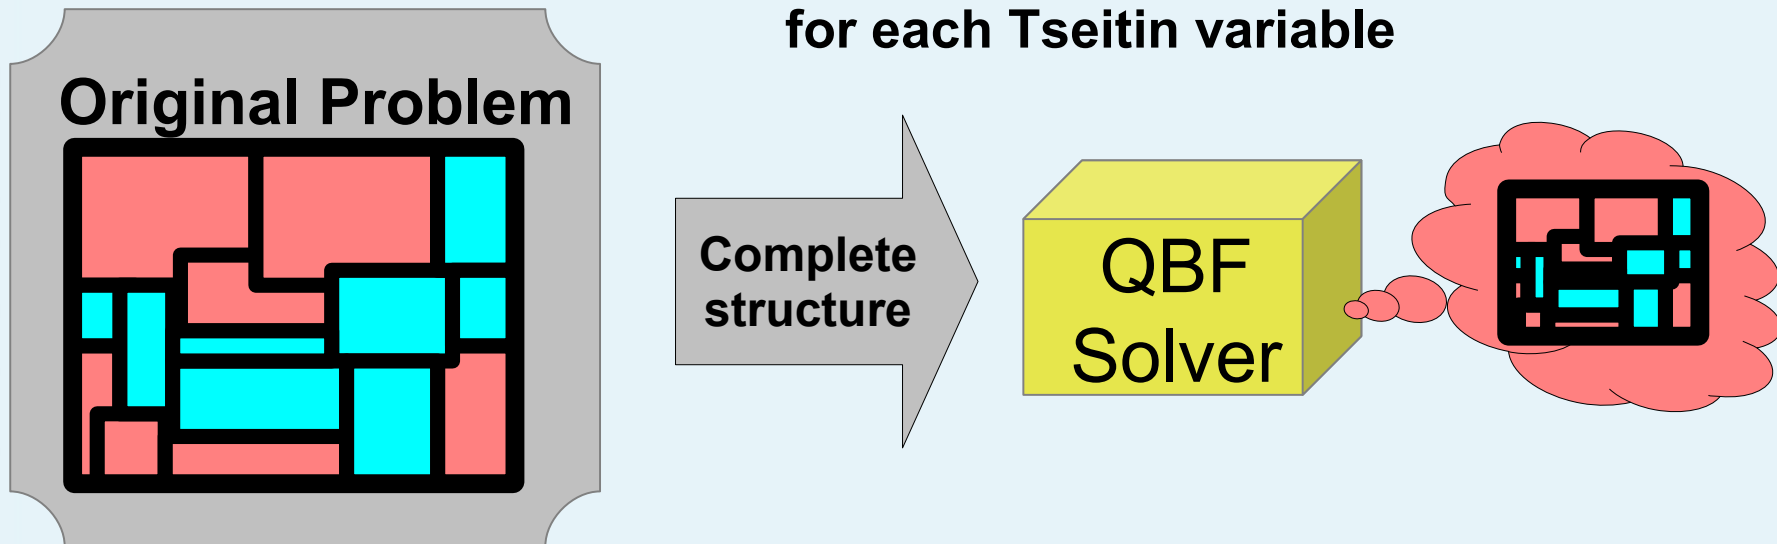 for each Tseitin variable
Original Problem
Complete
structure
QBF
Solver